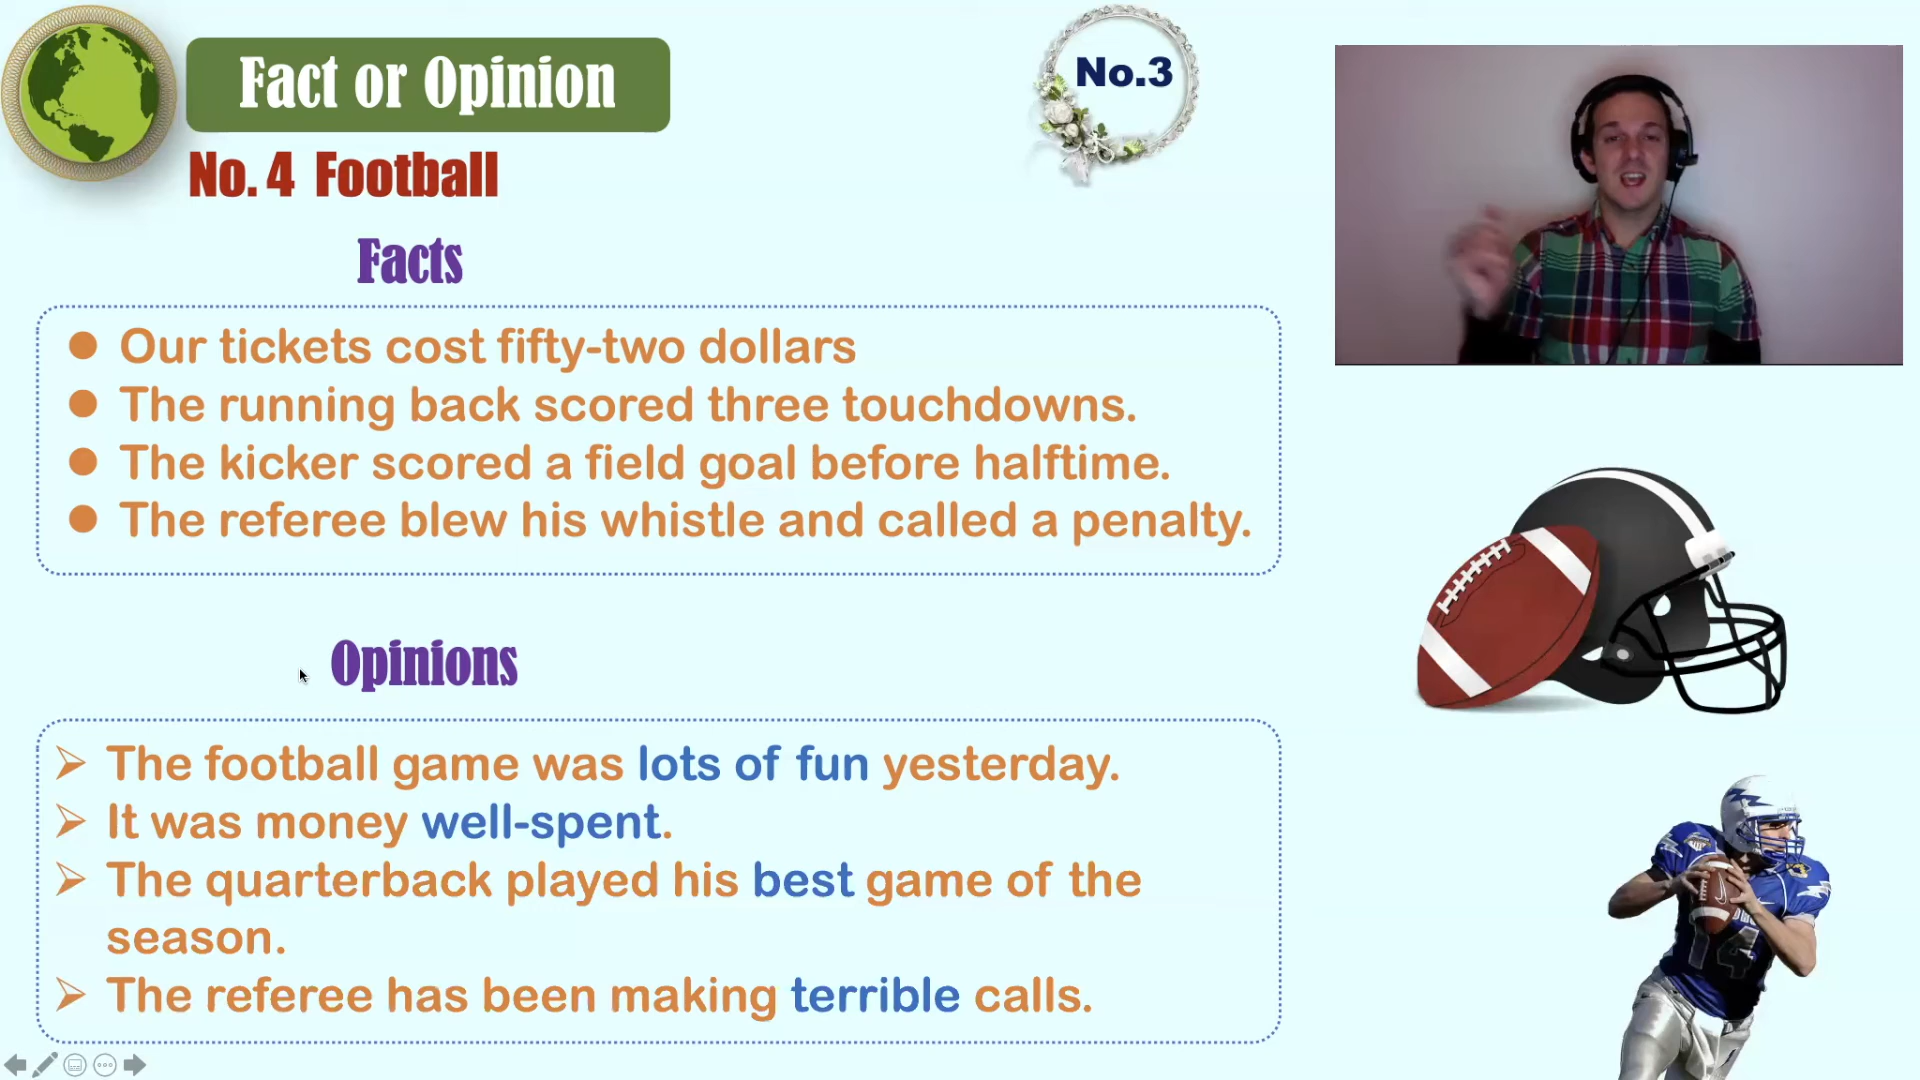 Fact or Opinion
No.3
No. 4 Football
Facts
Our tickets cost fifty-two dollars
The running back scored three touchdowns.
The kicker scored a field goal before halftime.
The referee blew his whistle and called a penalty.
Opinions
The football game was lots of fun yesterday.
It was money well-spent.
The quarterback played his best game of the
season.
The referee has been making terrible calls.
14